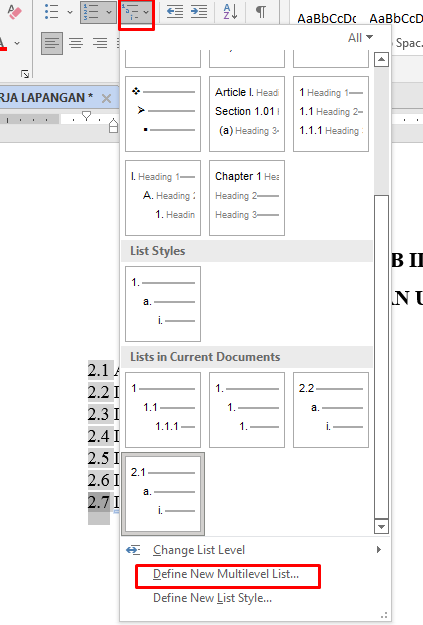 AaBbCcDc AaBbCcDc
All
Spac.
RJA LAPANGAN *
Article I. Headi
1 Heading 1
Section 1.01
1.1 Heading 2
(a) Heading 3
1.1.1 Heading
I. Heading 1
Chapter 1 Hea
A. Heading
Heading 2
1. Headin
Heading 3
List Styles
1.
a.
i.
B II
AN U
Lists in Current Documents
1
1.1
1.1.1
1.
1.
1.
2.2
a.
i.
2.1
a.
i.
2.1
2.2
2.3
2.4
2.5
2.6
2.7
Change List Level
Define New Multilevel List...
Define New List Style...